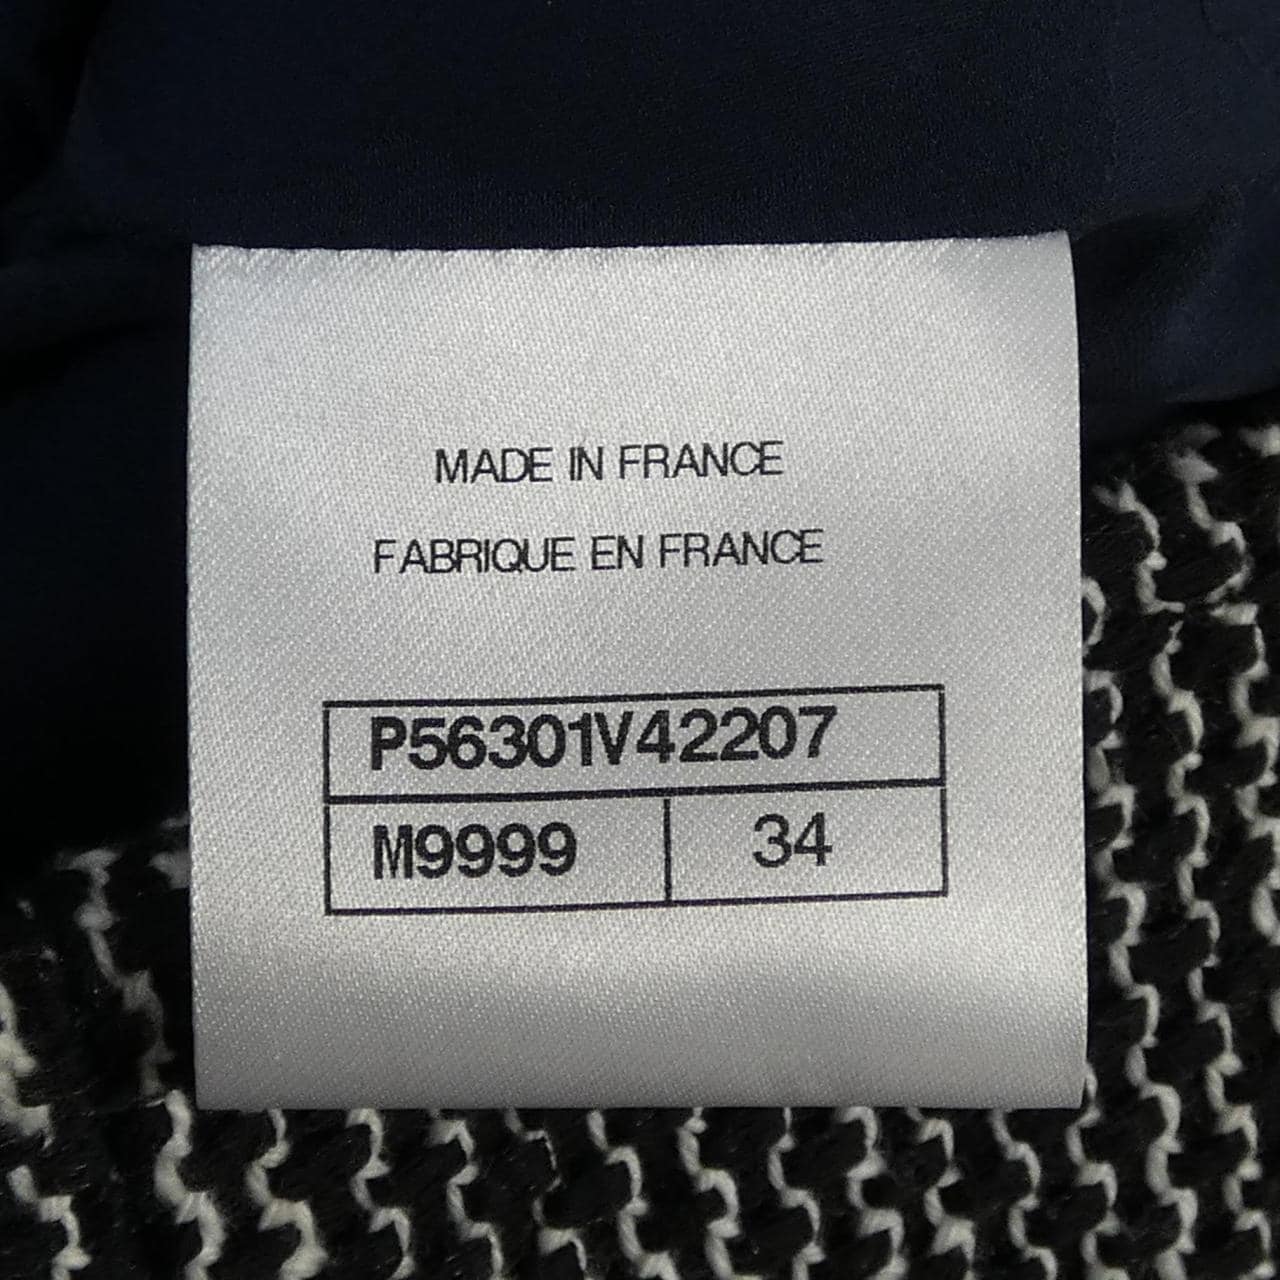 MADE IN FRANCE
FABRIQUE EN FRANCE
P56301V42207
M9999 34